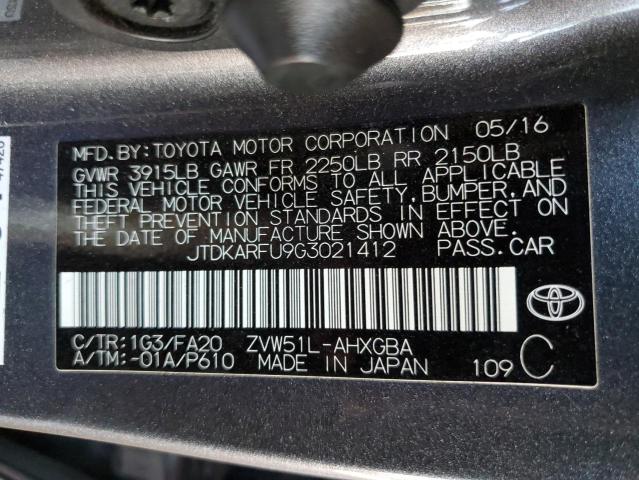 MFD.BY:TOYOTA MOTOR CORPORATION 05/16
GVWR 3915LB GAWR FR 2250LB RR 2150LB
THIS VEHICLE CONFORMS TO ALL APPLICABLE
FEDERAL MOTOR VEHICLE SAFETY,BUMPER,AND
THEFT PREVENTION STANDARDS IN EFFECT ON
THE DATE OF MANUFACTURE SHOWN ABOVE.
JTDKARFU9G3021412 PASS.CAR
C/TR:1G3/FA20 ZVW51L-AHXGBA
A/TM:-01A/P610 MADE IN JAPAN 109 C
TOYOTA